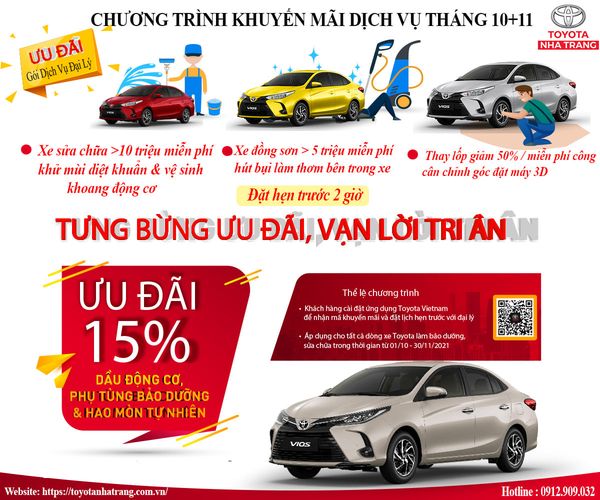 CHƯƠNG TRÌNH KHUYẾN MÃI DỊCH VỤ THÁNG 10+11
TOYOTA
NHA TRANG
ƯU ĐÃI
Gói Dịch Vụ Đại Lý
Xe sửa chữa >10 triệu miễn phí
khử mùi diệt khuẩn & vệ sinh
khoang động cơ
Xe đồng sơn > 5 triệu miễn phí
hút bụi làm thơm bên trong xe
Thay lốp giảm 50% / miễn phí công
cân chỉnh góc đặt máy 3D
Đặt hẹn trước 2 giờ
TƯNG BỪNG ƯU ĐÃI, VẠN LỜI TRI ÂN
ƯU ĐÃI
15%
DẦU ĐỘNG CƠ,
PHỤ TÙNG BẢO DƯỠNG
& HAO MÒN TỰ NHIÊN
Thể lệ chương trình
• Khách hàng cài đặt ứng dụng Toyota Vietnam
để nhận mã khuyến mãi và đặt lịch hẹn trước với đại lý
• Áp dụng cho tất cả dòng xe Toyota làm bảo dưỡng,
sửa chữa trong thời gian từ 01/10 - 30/11/2021
VIOS
Website: https://toyotanhatrang.com.vn/
Hotline : 0912.909.032